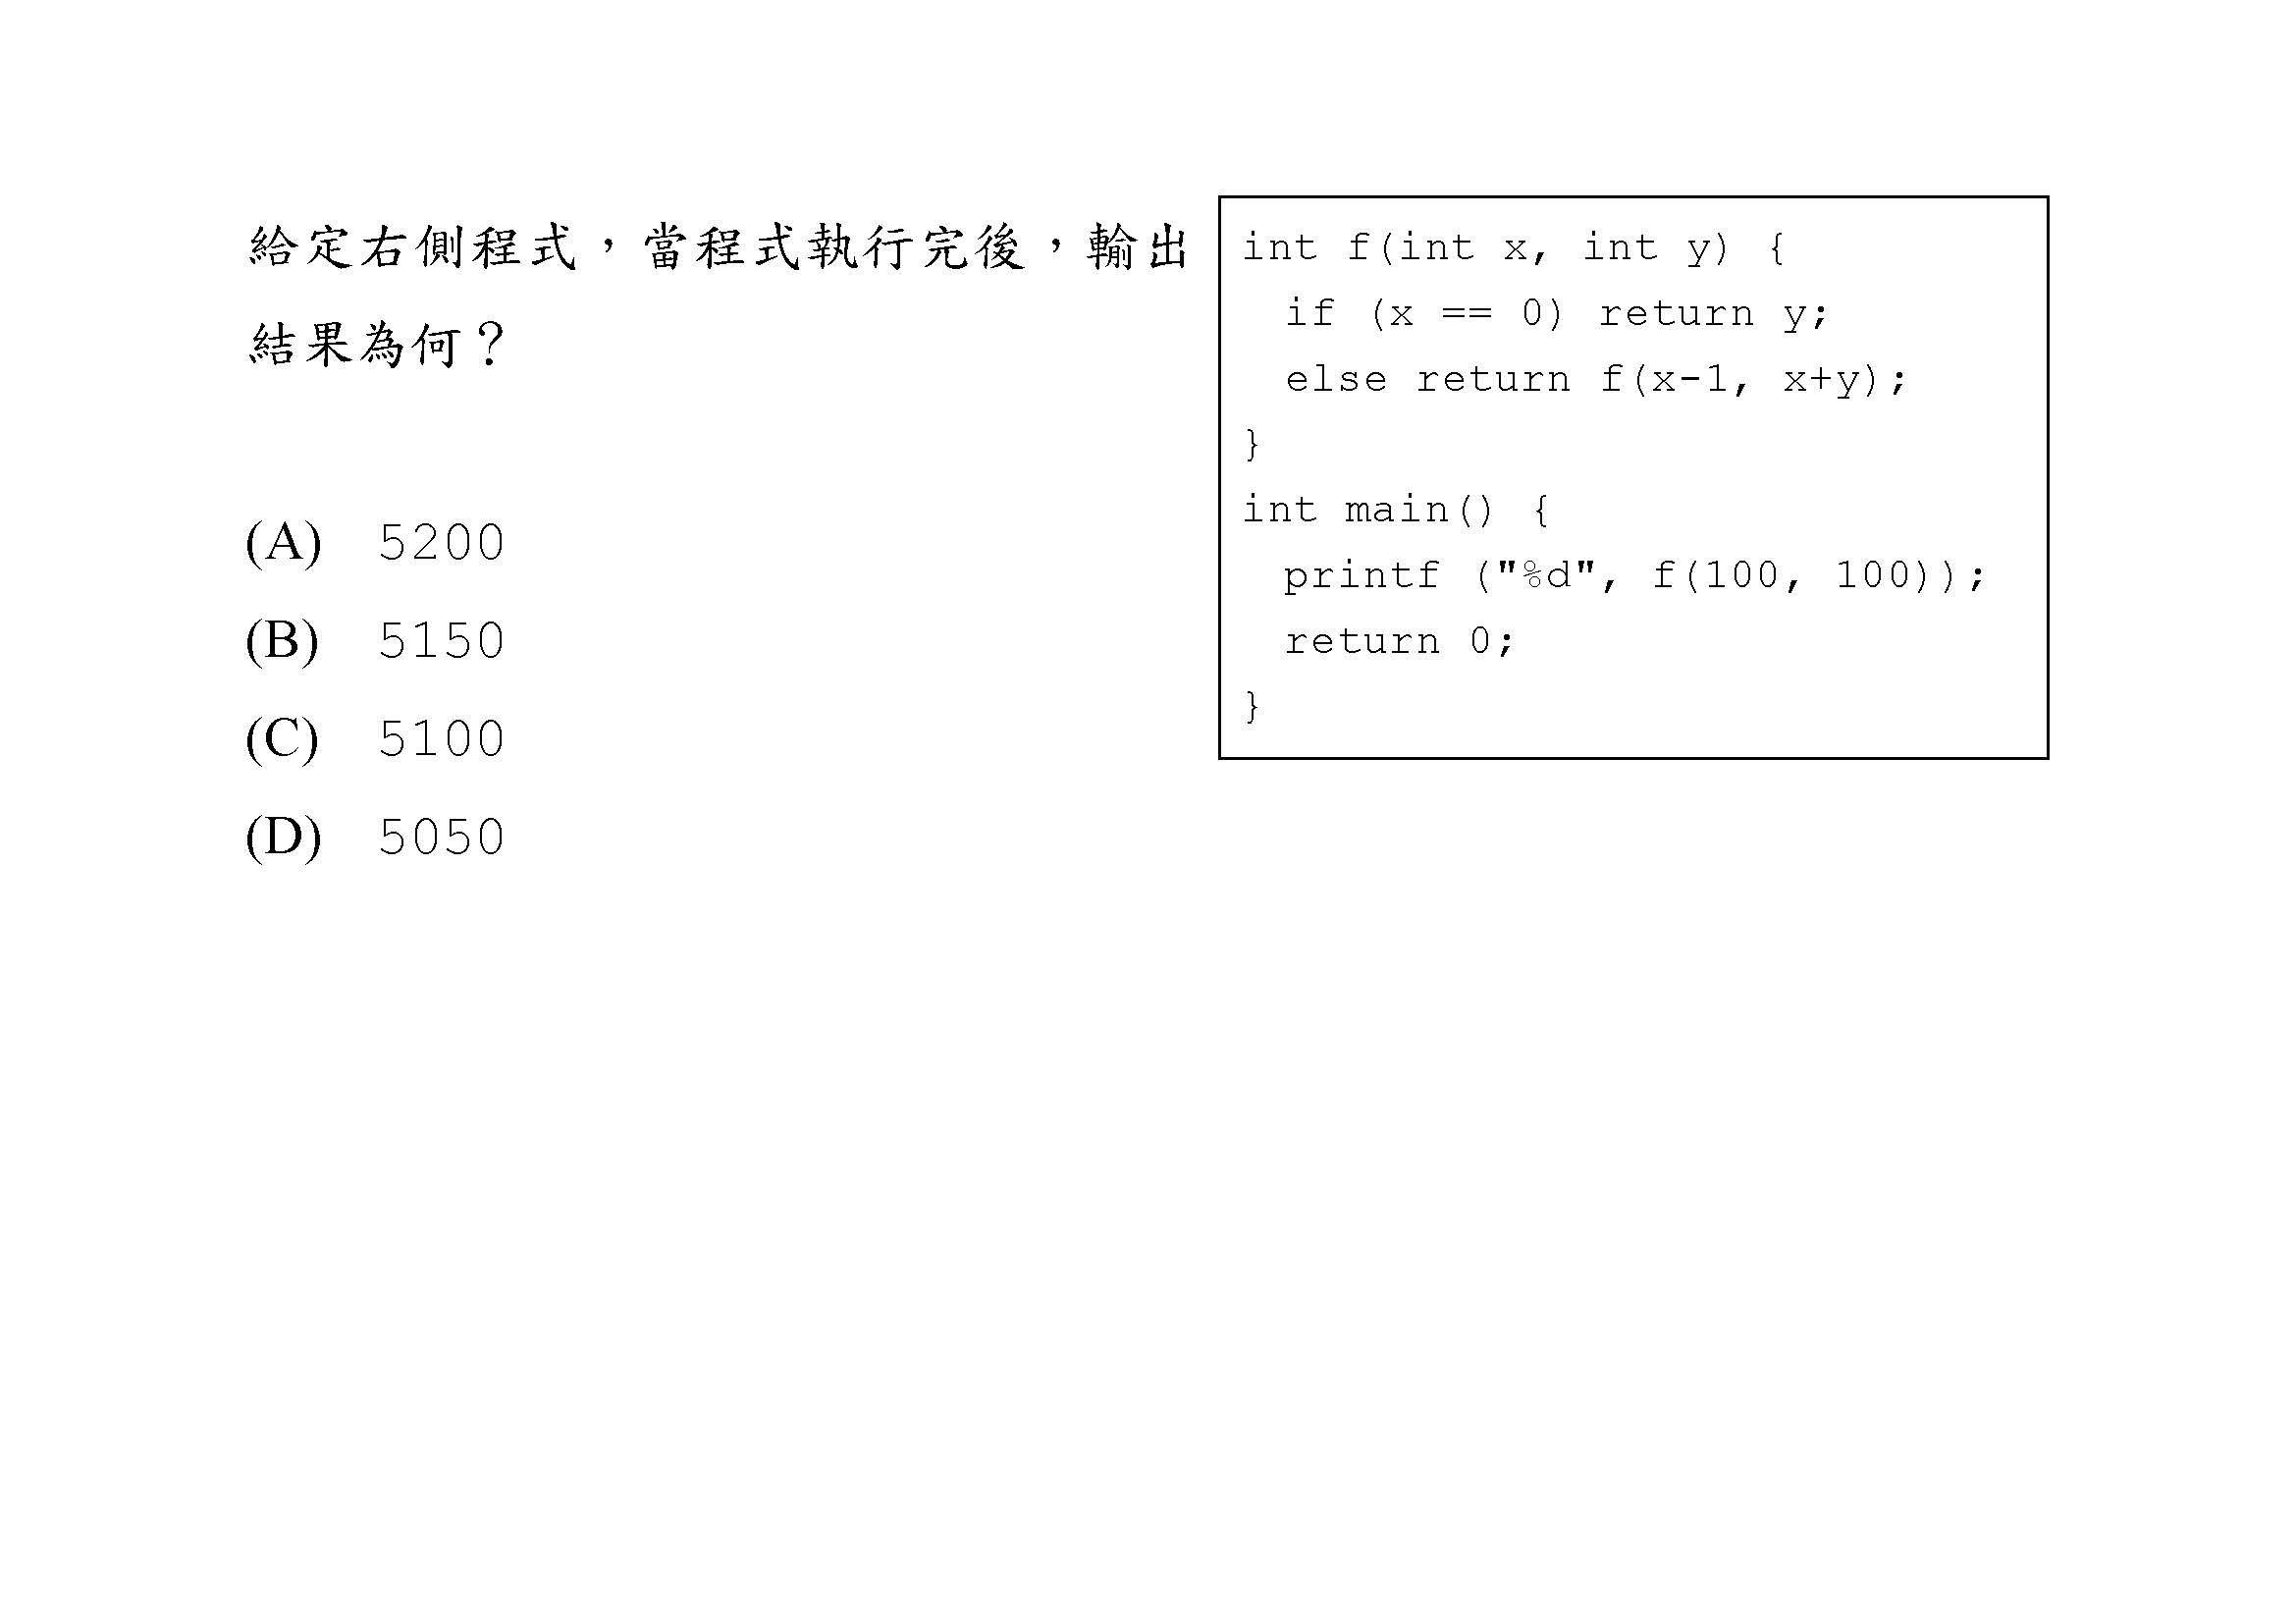 給定右側程式，當程式執行完後，輸出
結果為何？
(A) 5200
(B) 5150
(C) 5100
(D) 5050
int f(int x, int y) {
  if (x == 0) return y;
  else return f(x-1, x+y);
}
int main() {
  printf ("%d", f(100, 100));
  return 0;
}